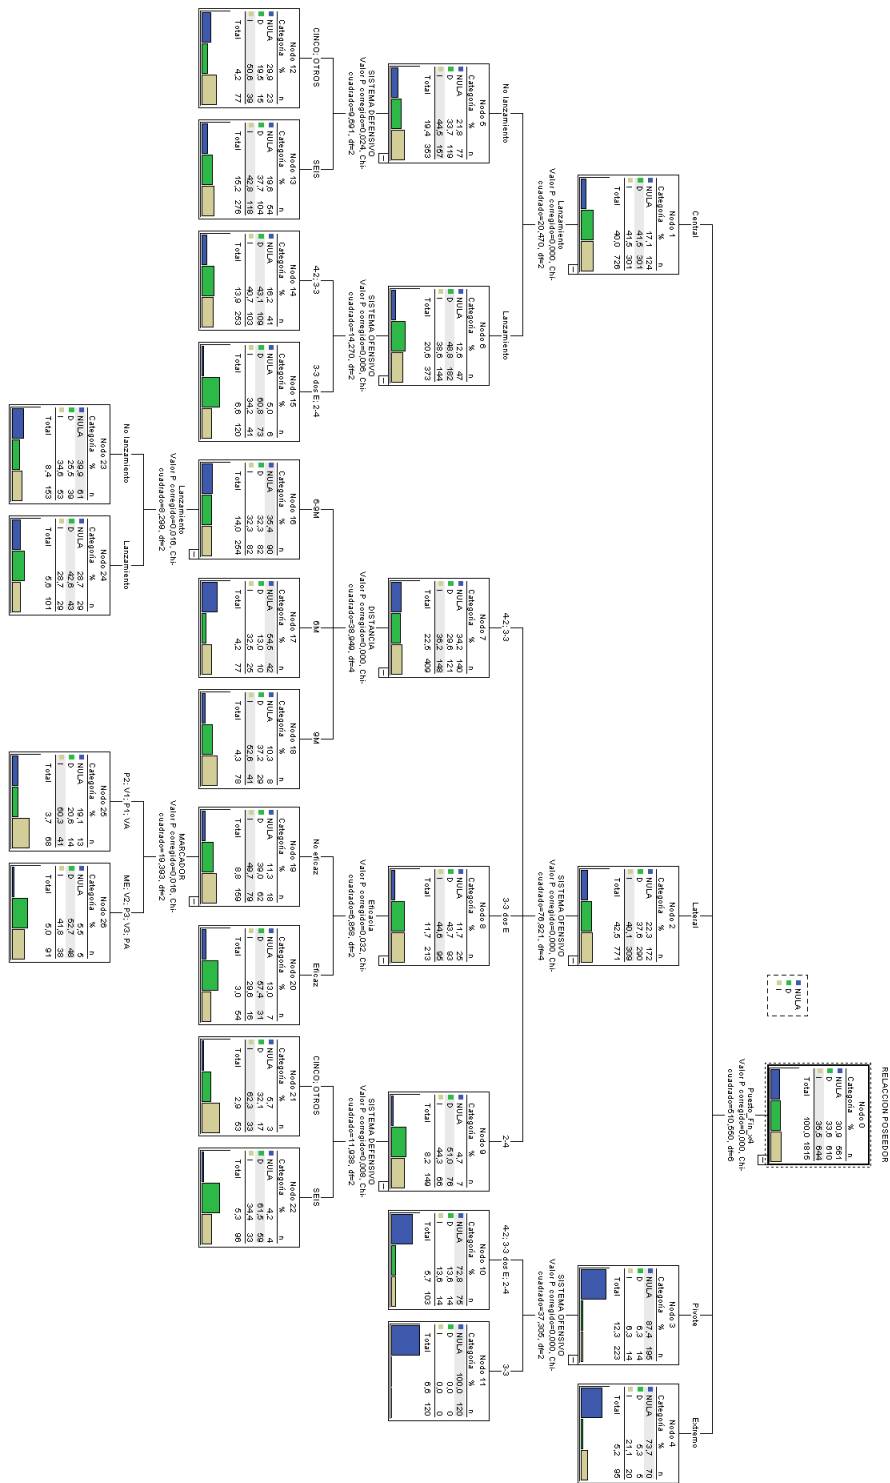 RELACCION POSEEDOR
Nodo 0
Categoría % n
NULA 30,9 561
D 33,6 610
I 35,5 644
Total 100,0 1815
NULA
D
I
Valor P corregido=0,000, Chi-
cuadrado=510,560, df=6
Central
Lateral
Pivote
Extremo
Nodo 1
Categoría % n
NULA 17,1 124
D 41,5 301
I 41,5 301
Total 40,0 726
Lanzamiento
Valor P corregido=0,000, Chi-
cuadrado=20,470, df=2
Nodo 2
Categoría % n
NULA 22,3 172
D 37,6 290
I 40,1 309
Total 42,5 771
SISTEMA OFENSIVO
Valor P corregido=0,000, Chi-
cuadrado=76,921, df=4
Nodo 3
Categoría % n
NULA 87,4 195
D 6,3 14
I 6,3 14
Total 12,3 223
SISTEMA OFENSIVO
Valor P corregido=0,000, Chi-
cuadrado=37,305, df=2
Nodo 4
Categoría % n
NULA 73,7 70
D 5,3 5
I 21,1 20
Total 5,2 95
No lanzamiento
Lanzamiento
4-2; 3-3
3-3 dos E
2-4
4-2; 3-3 dos E; 2-4
3-3
Nodo 5
Categoría % n
NULA 21,8 77
D 33,7 119
I 44,5 157
Total 19,4 353
SISTEMA DEFENSIVO
Valor P corregido=0,024, Chi-
cuadrado=9,691, df=2
Nodo 6
Categoría % n
NULA 12,6 47
D 48,8 182
I 38,6 144
Total 20,6 373
SISTEMA OFENSIVO
Valor P corregido=0,006, Chi-
cuadrado=14,270, df=2
Nodo 7
Categoría % n
NULA 34,2 140
D 29,6 121
I 36,2 148
Total 22,5 409
DISTANCIA
Valor P corregido=0,000, Chi-
cuadrado=38,949, df=4
Nodo 8
Categoría % n
NULA 11,7 25
D 43,7 93
I 44,6 95
Total 11,7 213
Eficacia
Valor P corregido=0,032, Chi-
cuadrado=6,858, df=2
Nodo 9
Categoría % n
NULA 4,7 7
D 51,0 76
I 44,3 66
Total 8,2 149
SISTEMA DEFENSIVO
Valor P corregido=0,008, Chi-
cuadrado=11,938, df=2
Nodo 10
Categoría % n
NULA 72,8 75
D 13,6 14
I 13,6 14
Total 5,7 103
Nodo 11
Categoría % n
NULA 100,0 120
D 0,0 0
I 0,0 0
Total 6,6 120
CINCO; OTROS
SEIS
4-2; 3-3
3-3 dos E; 2-4
6-9M
6M
9M
No eficaz
Eficaz
CINCO; OTROS
SEIS
Nodo 12
Categoría % n
NULA 29,9 23
D 19,5 15
I 50,6 39
Total 4,2 77
Nodo 13
Categoría % n
NULA 19,6 54
D 37,7 104
I 42,8 118
Total 15,2 276
Nodo 14
Categoría % n
NULA 16,2 41
D 43,1 109
I 40,7 103
Total 13,9 253
Nodo 15
Categoría % n
NULA 5,0 6
D 60,8 73
I 34,2 41
Total 6,6 120
Nodo 16
Categoría % n
NULA 35,4 90
D 32,3 82
I 32,3 82
Total 14,0 254
Lanzamiento
Valor P corregido=0,016, Chi-
cuadrado=8,299, df=2
Nodo 17
Categoría % n
NULA 54,5 42
D 13,0 10
I 32,5 25
Total 4,2 77
Nodo 18
Categoría % n
NULA 10,3 8
D 37,2 29
I 52,6 41
Total 4,3 78
Nodo 19
Categoría % n
NULA 11,3 18
D 39,0 62
I 49,7 79
Total 8,8 159
MARCADOR
Valor P corregido=0,016, Chi-
cuadrado=19,393, df=2
Nodo 20
Categoría % n
NULA 13,0 7
D 57,4 31
I 29,6 16
Total 3,0 54
Nodo 21
Categoría % n
NULA 5,7 3
D 32,1 17
I 62,3 33
Total 2,9 53
Nodo 22
Categoría % n
NULA 4,2 4
D 61,5 59
I 34,4 33
Total 5,3 96
No lanzamiento
Lanzamiento
P2; V1; P1; VA
ME; V2; P3; V3; PA
Nodo 23
Categoría % n
NULA 39,9 61
D 25,5 39
I 34,6 53
Total 8,4 153
Nodo 24
Categoría % n
NULA 28,7 29
D 42,6 43
I 28,7 29
Total 5,6 101
Nodo 25
Categoría % n
NULA 19,1 13
D 20,6 14
I 60,3 41
Total 3,7 68
Nodo 26
Categoría % n
NULA 5,5 5
D 52,7 48
I 41,8 38
Total 5,0 91